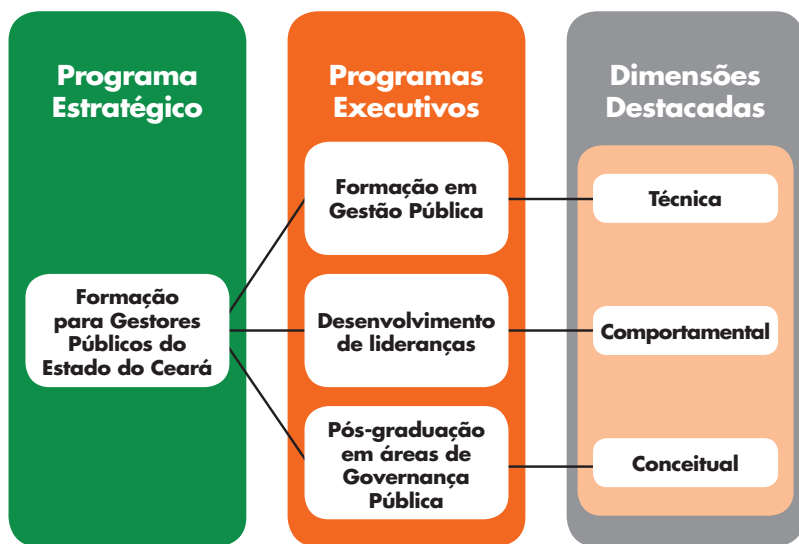 Programa
Estratégico
Formação
para Gestores
Públicos do
Estado do Ceará
Programas
Executivos
Formação em
Gestão Pública
Desenvolvimento
de lideranças
Pós-graduação
em áreas de
Governança
Pública
Dimensões
Destacadas
Técnica
Comportamental
Conceitual